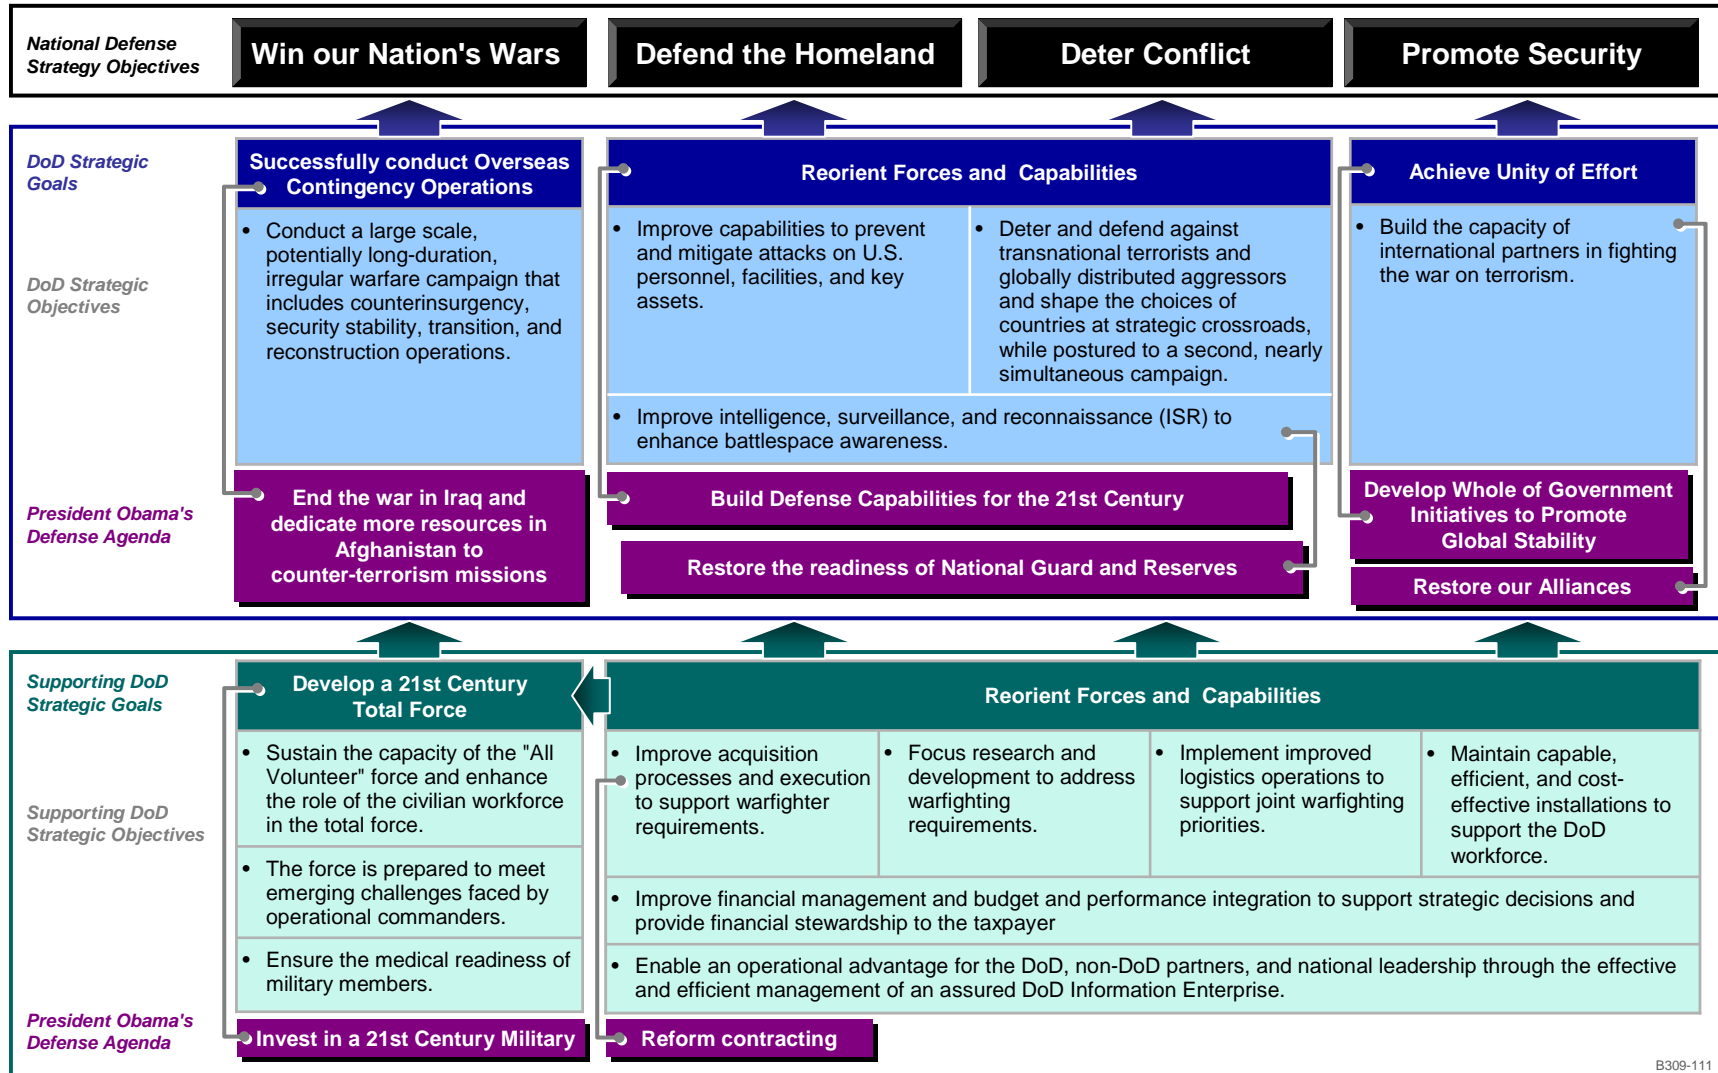 National Defense
Strategy Objectives
Win our Nation's Wars
Defend the Homeland
Deter Conflict
Promote Security
DoD Strategic
Goals
Successfully conduct Overseas
Contingency Operations
Reorient Forces and  Capabilities
Achieve Unity of Effort
DoD Strategic
Objectives
• Conduct a large scale,
potentially long-duration,
irregular warfare campaign that
includes counterinsurgency,
security stability, transition, and
reconstruction operations.
• Improve capabilities to prevent
and mitigate attacks on U.S.
personnel, facilities, and key
assets.
• Deter and defend against
transnational terrorists and
globally distributed aggressors
and shape the choices of
countries at strategic crossroads,
while postured to a second, nearly
simultaneous campaign.
• Improve intelligence, surveillance, and reconnaissance (ISR) to
enhance battlespace awareness.
• Build the capacity of
international partners in fighting
the war on terrorism.
President Obama's
Defense Agenda
End the war in Iraq and
dedicate more resources in
Afghanistan to
counter-terrorism missions
Build Defense Capabilities for the 21st Century
Restore the readiness of National Guard and Reserves
Develop Whole of Government
Initiatives to Promote
Global Stability
Restore our Alliances
Supporting DoD
Strategic Goals
Develop a 21st Century
Total Force
Reorient Forces and  Capabilities
Supporting DoD
Strategic Objectives
• Sustain the capacity of the "All
Volunteer" force and enhance
the role of the civilian workforce
in the total force.
• The force is prepared to meet
emerging challenges faced by
operational commanders.
• Ensure the medical readiness of
military members.
• Improve acquisition
processes and execution
to support warfighter
requirements.
• Focus research and
development to address
warfighting
requirements.
• Implement improved
logistics operations to
support joint warfighting
priorities.
• Maintain capable,
efficient, and cost-
effective installations to
support the DoD
workforce.
• Improve financial management and budget and performance integration to support strategic decisions and
provide financial stewardship to the taxpayer
• Enable an operational advantage for the DoD, non-DoD partners, and national leadership through the effective
and efficient management of an assured DoD Information Enterprise.
President Obama's
Defense Agenda
Invest in a 21st Century Military
Reform contracting
B309-111